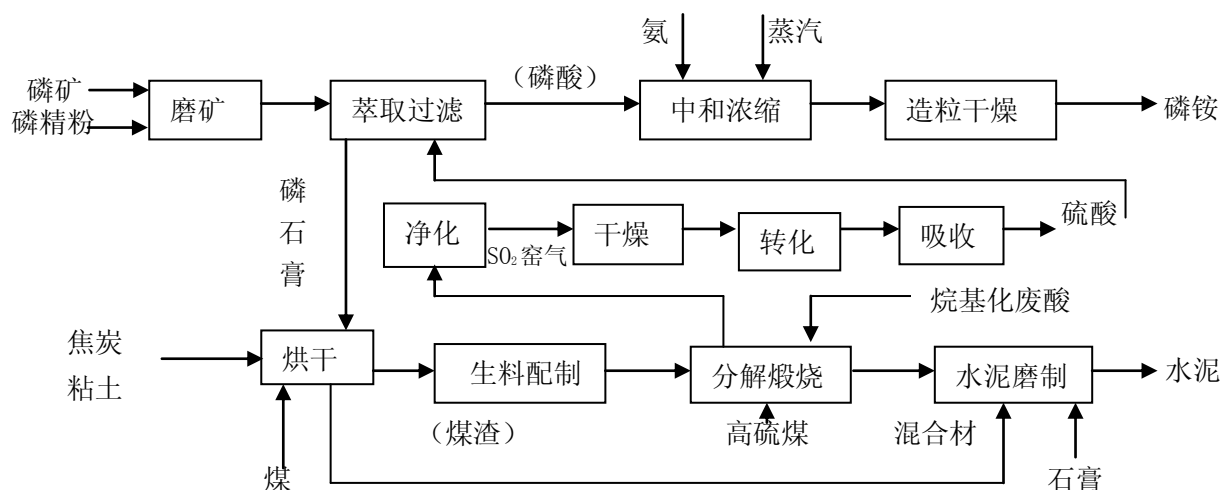 氨
蒸汽
磷矿
磷精粉
磨矿
萃取过滤
（磷酸）
中和浓缩
造粒干燥
磷铵
磷
石
膏
净化
SO₂窑气
干燥
转化
吸收
硫酸
烷基化废酸
焦炭
粘土
烘干
生料配制
分解煅烧
水泥磨制
水泥
（煤渣）
高硫煤
混合材
煤
石膏